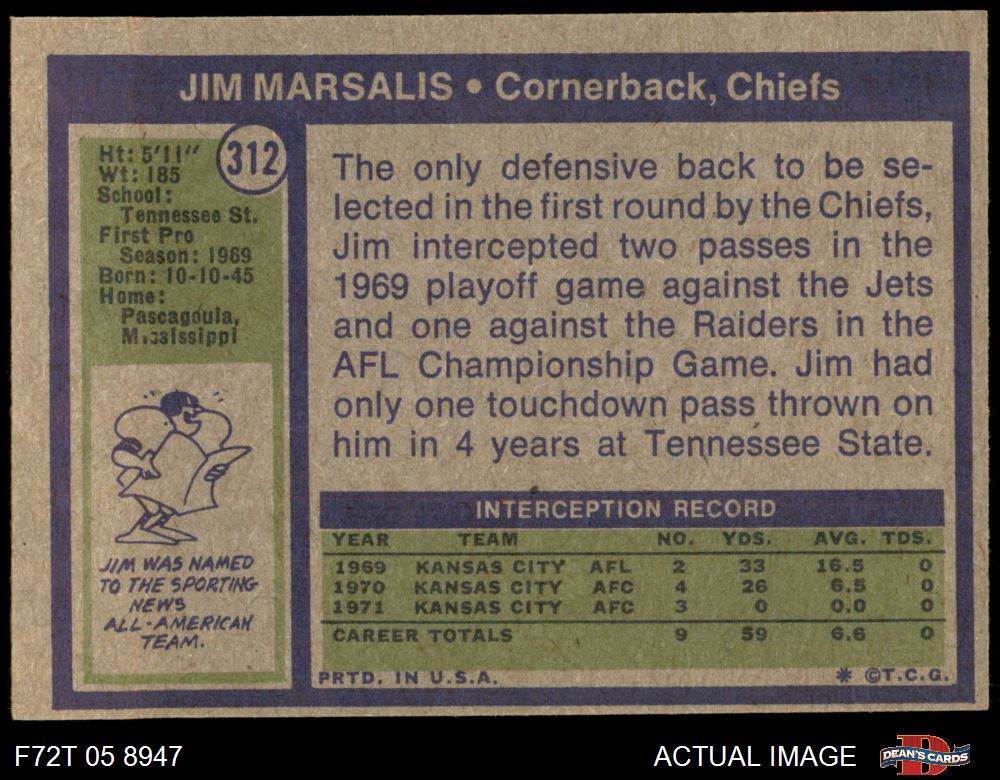 JIM MARSALIS • Cornerback, Chiefs
312
Ht: 5'11"
Wt: 185
School:
Tennessee St.
First Pro
Season: 1969
Born: 10-10-45
Home:
Pascagoula,
Mississippi
JIM WAS NAMED
TO THE SPORTING
NEWS
ALL-AMERICAN
TEAM.
The only defensive back to be se-
lected in the first round by the Chiefs,
Jim intercepted two passes in the
1969 playoff game against the Jets
and one against the Raiders in the
AFL Championship Game. Jim had
only one touchdown pass thrown on
him in 4 years at Tennessee State.
INTERCEPTION RECORD
YEAR TEAM NO. YDS. AVG. TDS.
1969 KANSAS CITY AFL 2 33 16.5 0
1970 KANSAS CITY AFC 4 26 6.5 0
1971 KANSAS CITY AFC 3 0 0.0 0
CAREER TOTALS 9 59 6.6 0
PRTD. IN U.S.A. * ©T.C.G.
F72T 05 8947 ACTUAL IMAGE D DEAN'S CARDS